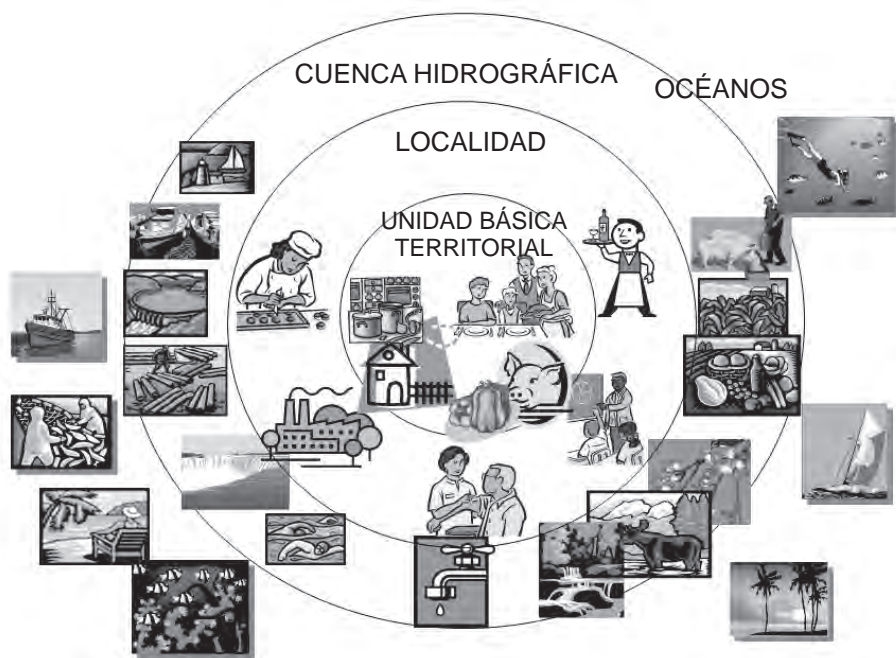 CUENCA HIDROGRÁFICA
OCÉANOS
LOCALIDAD
UNIDAD BÁSICA
TERRITORIAL